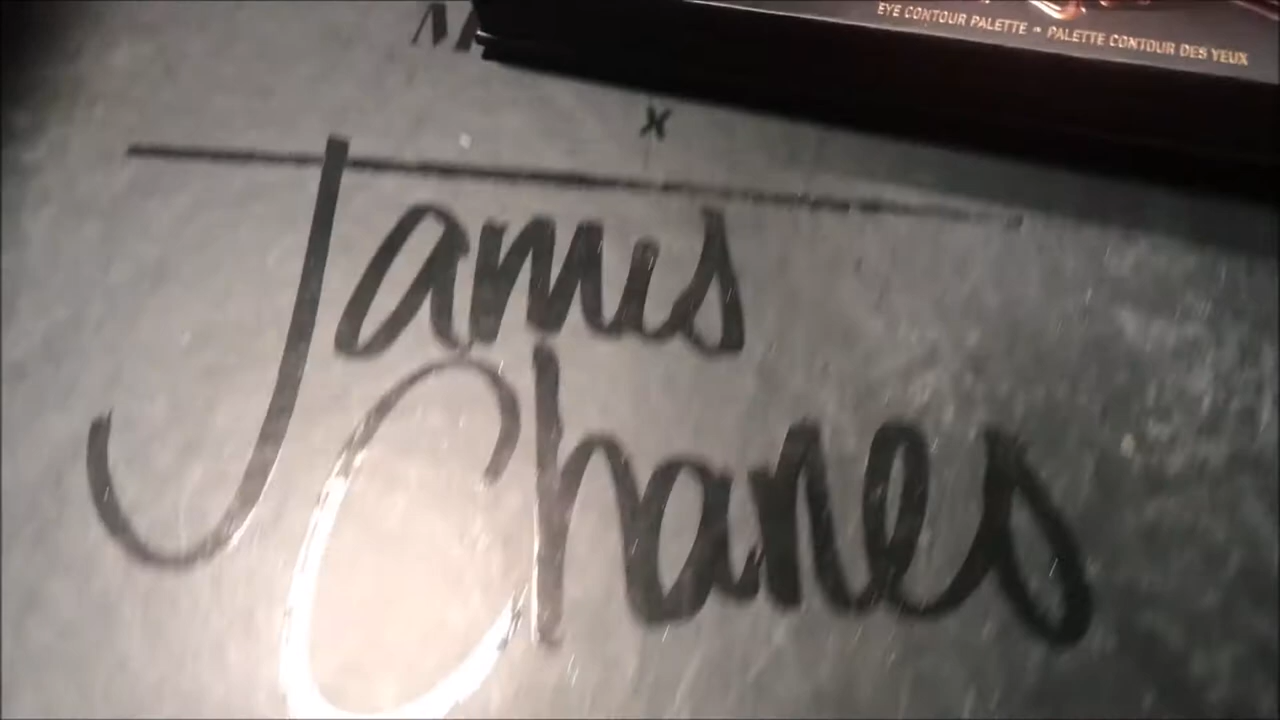 EYE CONTOUR PALETTE - PALETTE CONTOUR DES YEUX
x
James
Charles